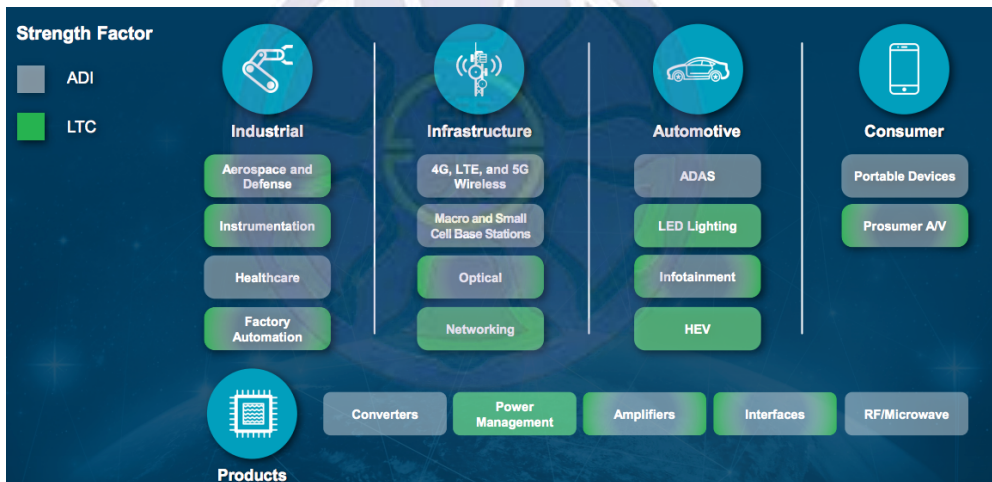 Strength Factor
ADI
LTC
Industrial
Aerospace and
Defense
Instrumentation
Healthcare
Factory
Automation
Infrastructure
4G, LTE, and 5G
Wireless
Macro and Small
Cell Base Stations
Optical
Networking
Automotive
ADAS
LED Lighting
Infotainment
HEV
Consumer
Portable Devices
Prosumer A/V
Products
Converters
Power
Management
Amplifiers
Interfaces
RF/Microwave